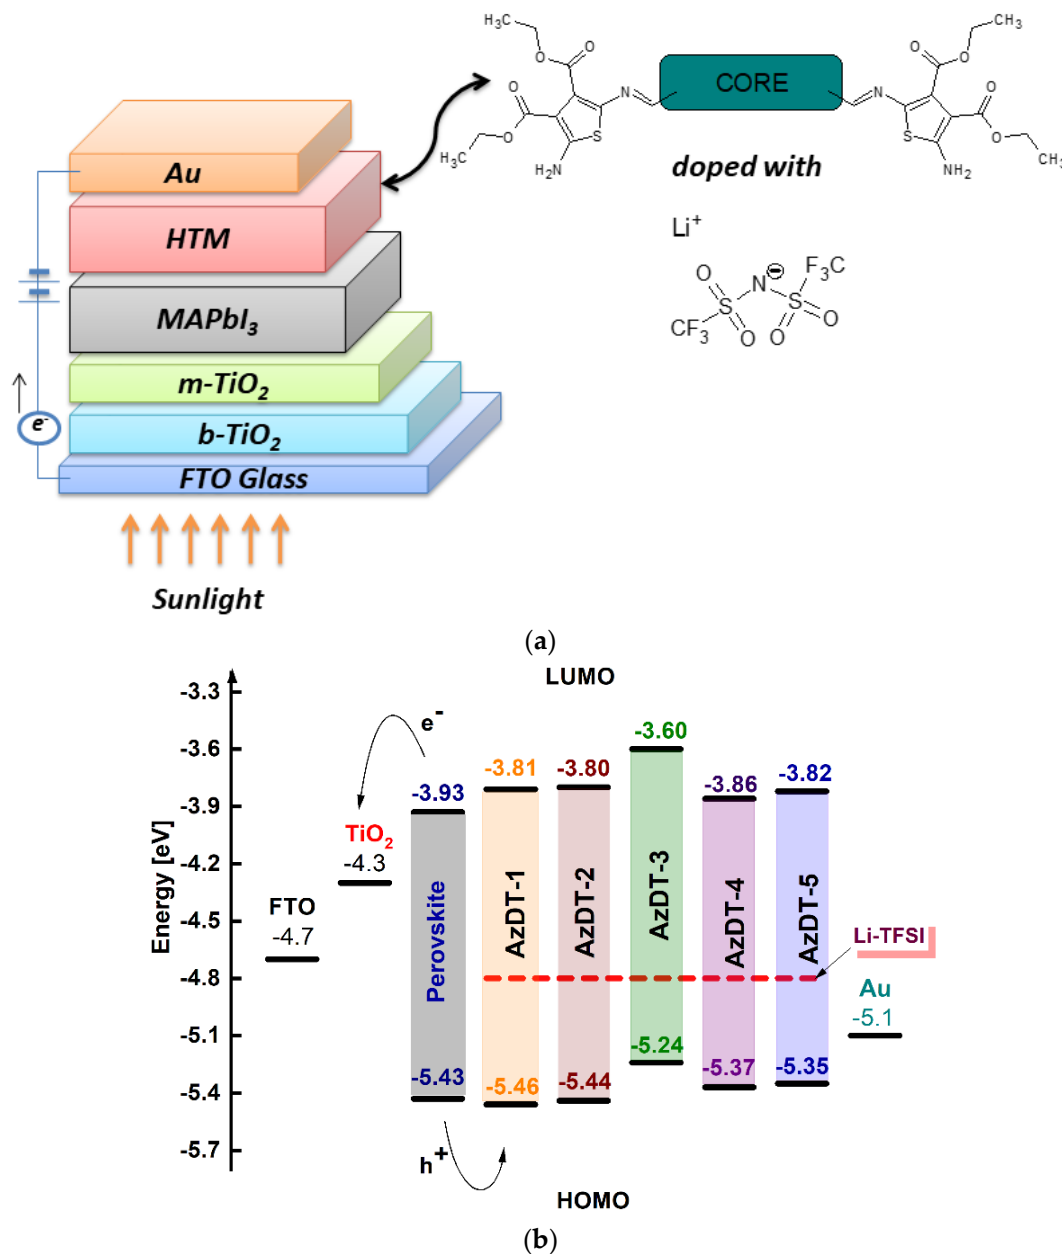 H₃C
O
O
O
O
H₃C
N
S
H₂N
CORE
N
S
NH₂
O
O
CH₃
O
O
CH₃
doped with
Li⁺
O
O
S
CF₃
N
⊖
F₃C
S
O
O
Au
HTM
MAPbI₃
m-TiO₂
b-TiO₂
FTO Glass
e⁻
Sunlight
(a)
LUMO
HOMO
Energy [eV]
-3.3
-3.6
-3.9
-4.2
-4.5
-4.8
-5.1
-5.4
-5.7
e⁻
h⁺
FTO
-4.7
TiO₂
-4.3
-3.93
Perovskite
-5.43
-3.81
AzDT-1
-5.46
-3.80
AzDT-2
-5.44
-3.60
AzDT-3
-5.24
-3.86
AzDT-4
-5.37
-3.82
AzDT-5
-5.35
Li-TFSI
Au
-5.1
(b)